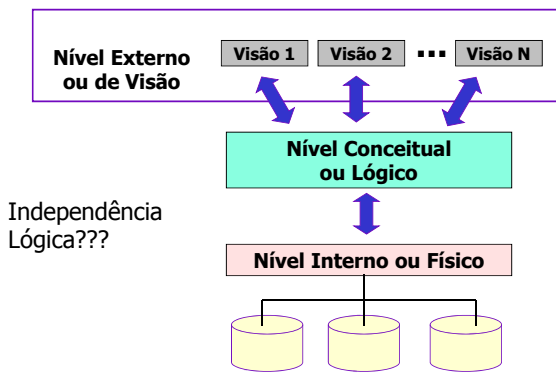 Nível Externo
ou de Visão
Visão 1
Visão 2
...
Visão N
Nível Conceitual
ou Lógico
Independência
Lógica???
Nível Interno ou Físico